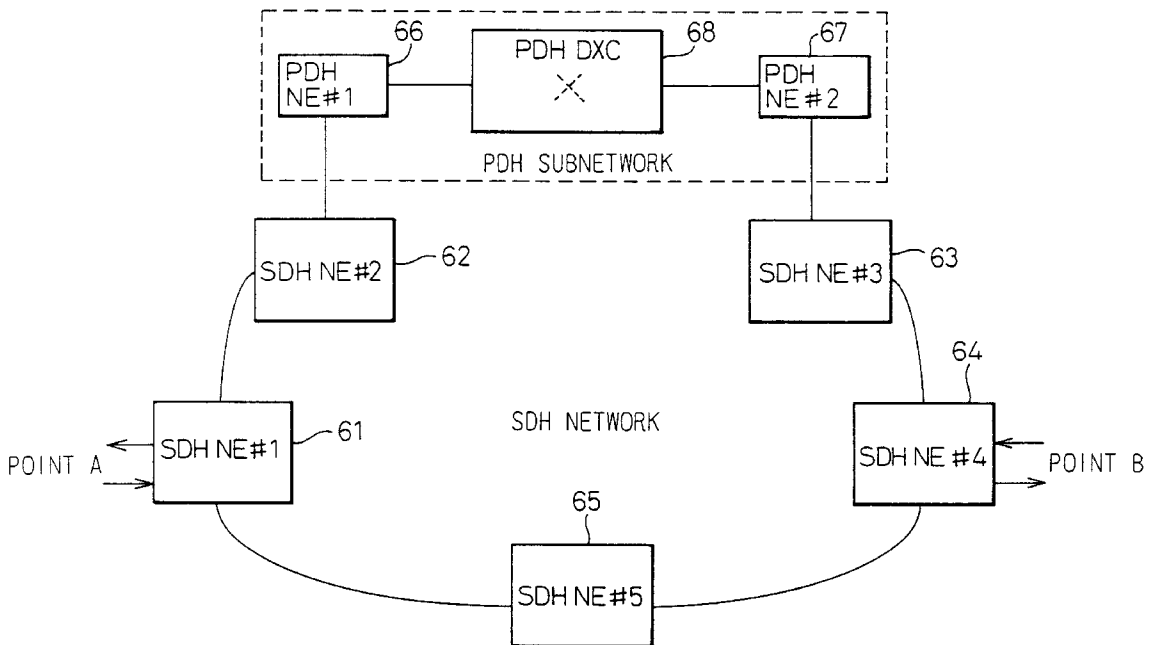 66
PDH DXC
68
67
PDH
NE#1
PDH
NE#2
PDH SUBNETWORK
SDH NE#2
62
SDH NE#3
63
64
SDH NE#1
61
SDH NETWORK
SDH NE#4
POINT A
POINT B
65
SDH NE#5